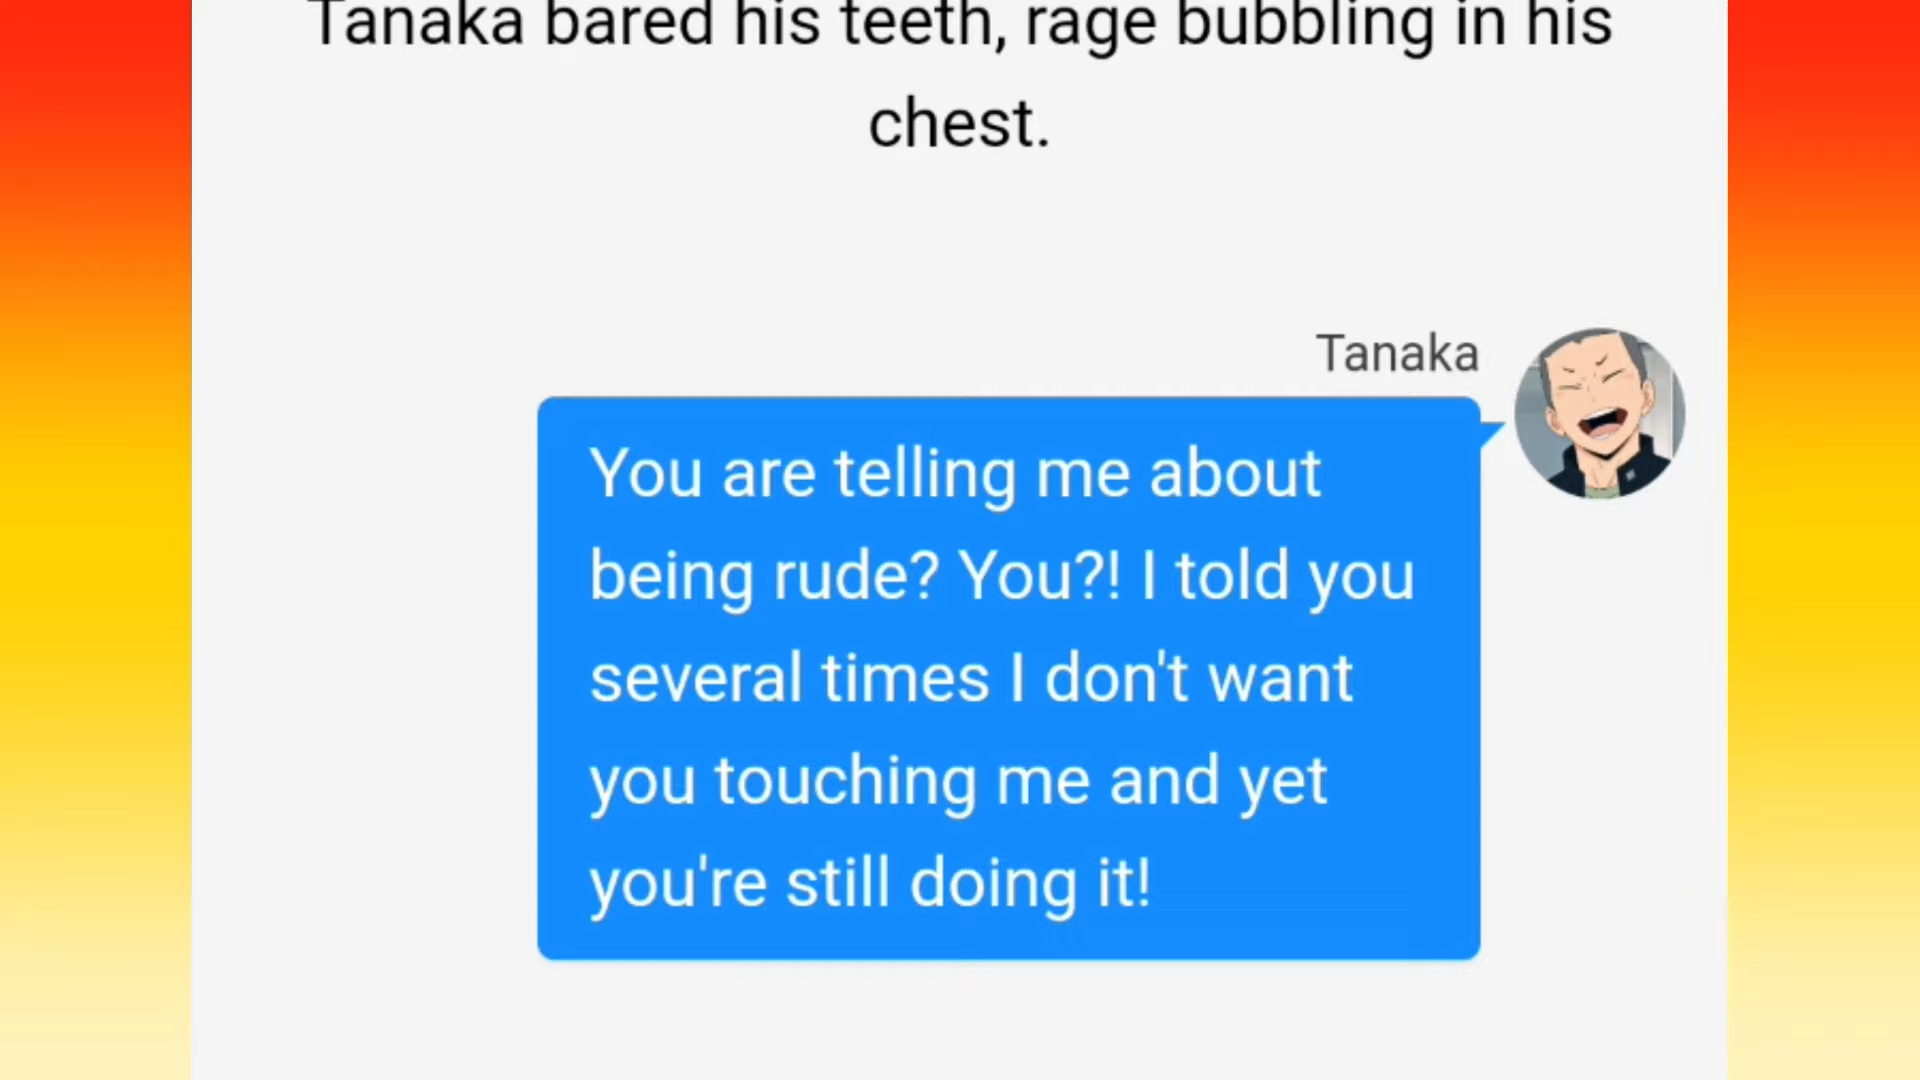 Tanaka bared his teeth, rage bubbling in his
chest.
Tanaka
You are telling me about
being rude? You?! I told you
several times I don't want
you touching me and yet
you're still doing it!